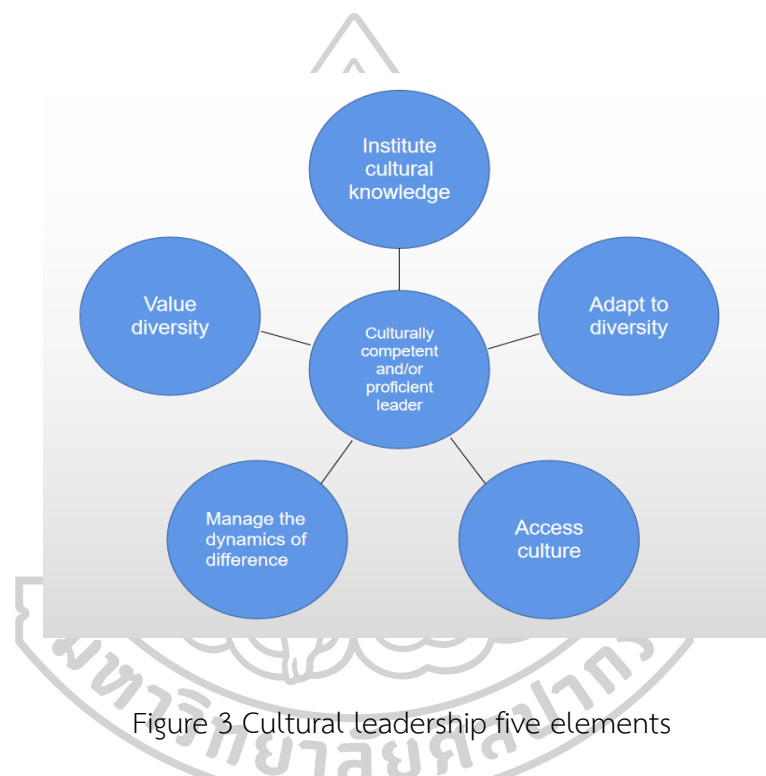 Institute
cultural
knowledge
Value
diversity
Adapt to
diversity
Culturally
competent
and/or
proficient
leader
Manage the
dynamics of
difference
Access
culture
Figure 3 Cultural leadership five elements